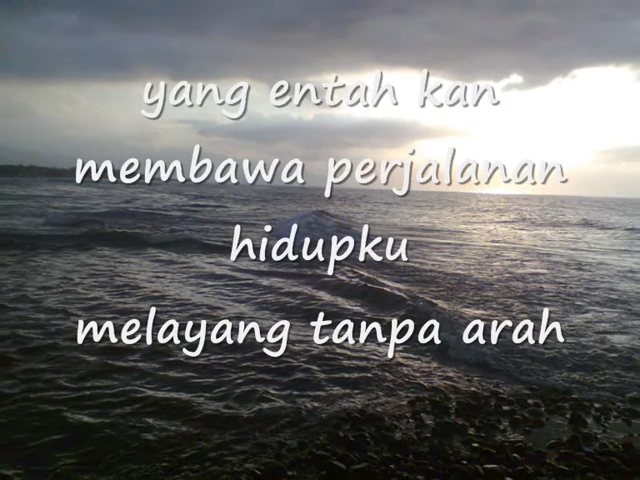 yang entah kan
membawa perjalanan
hidupku
melayang tanpa arah